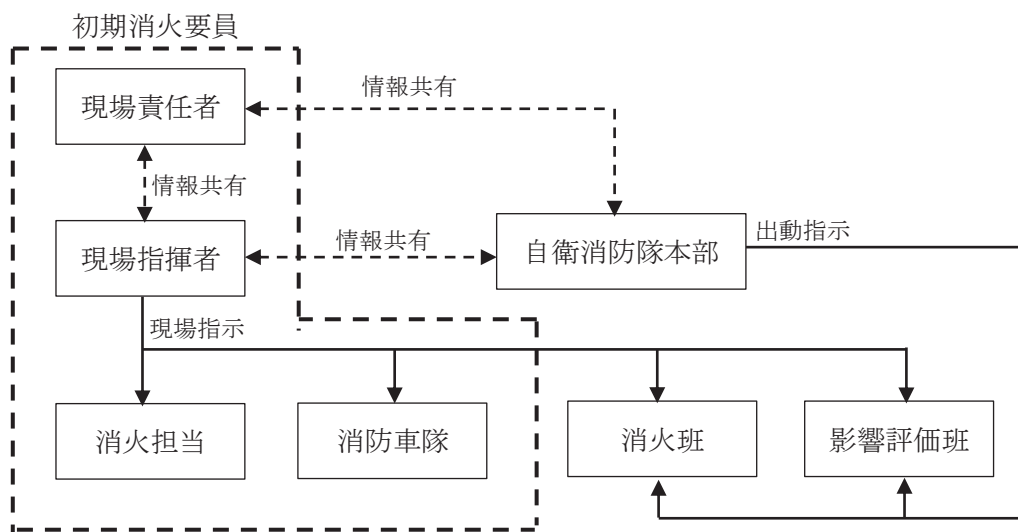 初期消火要員
現場責任者
情報共有
情報共有
現場指揮者
情報共有
自衛消防隊本部
出動指示
現場指示
消火担当
消防車隊
消火班
影響評価班